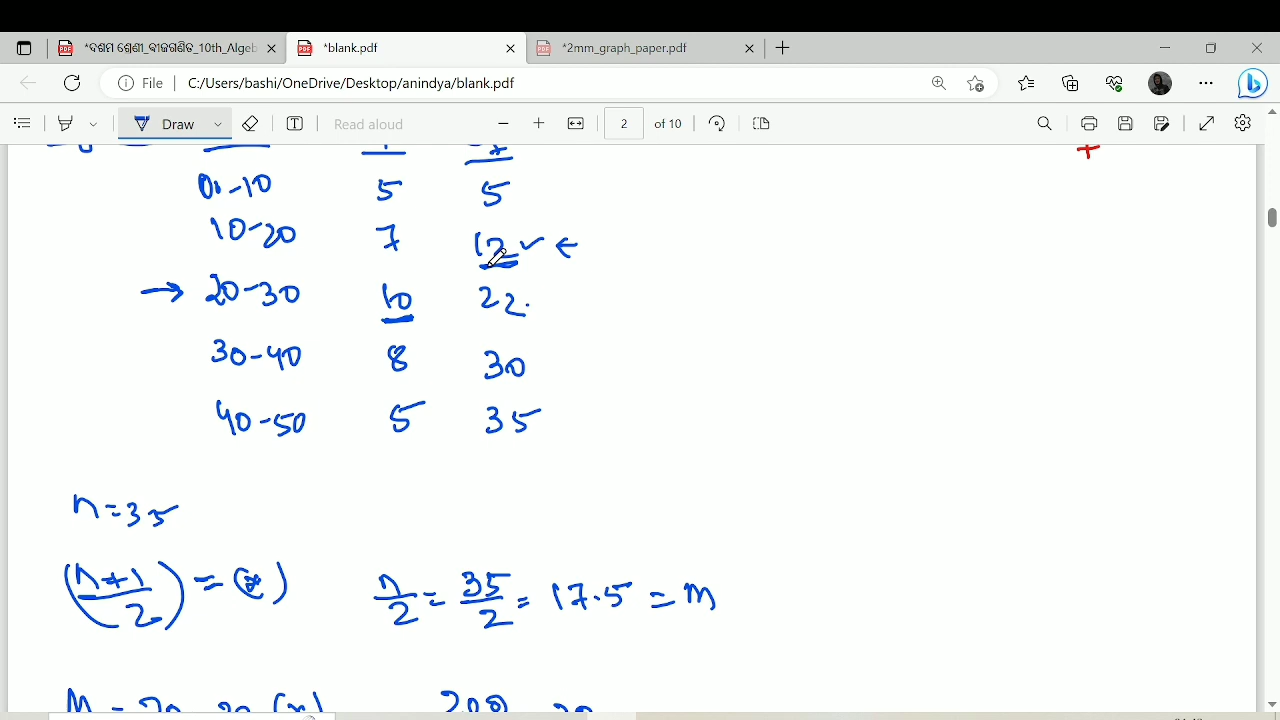 *ଦଶମ ଶ୍ରେଣୀ_ବୀଜଗଣିତ_10th_Algeb
*blank.pdf
*2mm_graph_paper.pdf
File C:/Users/bashi/OneDrive/Desktop/anindya/blank.pdf
Draw
Read aloud
2 of 10
10 5 5
10-20 7 12 ✓ ←
→ 20-30 10 22.
30-40 8 30
40-50 5 35
n = 35
(n+1/2) = n/2 = 35/2 = 17.5 = m